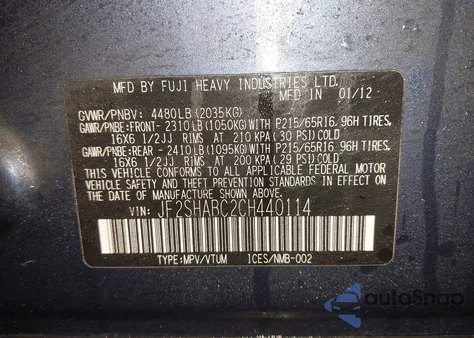 MFD BY FUJI HEAVY INDUSTRIES LTD. 01/12
GVWR/PNBV: 4480LB (2035KG)
GAWR/PNBE:FRONT- 2310LB(1050KG)WITH P215/65R16 96H TIRES,
16X6 1/2JJ RIMS AT 210 KPA (30 PSI)COLD
GAWR/PNBE:REAR - 2410LB(1095KG)WITH P215/65R16 96H TIRES,
16X6 1/2JJ RIMS AT 200 KPA(29 PSI)COLD
THIS VEHICLE CONFORMS TO ALL APPLICABLE FEDERAL MOTOR
VEHICLE SAFETY, BUMPER AND THEFT PREVENTION STANDARDS IN EFFECT ON
THE DATE OF MANUFACTURE SHOWN ABOVE.
VIN: JF2SHABC2CH440114
TYPE:MPV/VTUM ICES/NMB-002
autoSnap